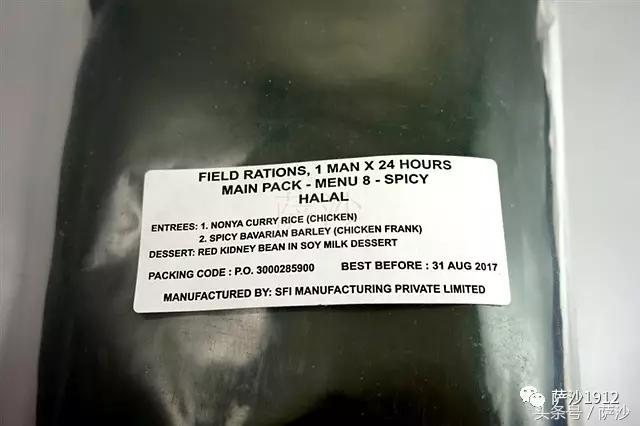 FIELD RATIONS, 1 MAN X 24 HOURS
MAIN PACK - MENU 8 - SPICY
HALAL
萨沙
ENTREES: 1. NONYA CURRY RICE (CHICKEN)
2. SPICY BAVARIAN BARLEY (CHICKEN FRANK)
DESSERT: RED KIDNEY BEAN IN SOY MILK DESSERT
PACKING CODE : P.O. 3000285900 BEST BEFORE : 31 AUG 2017
MANUFACTURED BY: SFI MANUFACTURING PRIVATE LIMITED
萨沙1912
头条号/萨沙